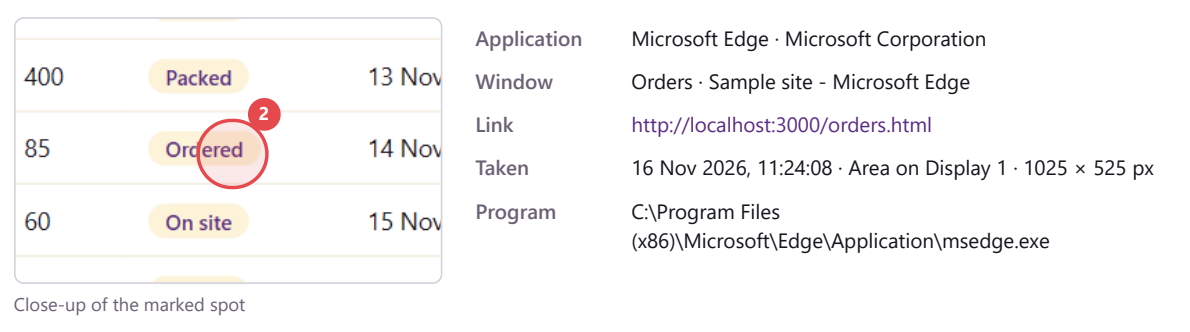 400 Packed 13 Nov
2
85 Ordered 14 Nov
60 On site 15 Nov
Close-up of the marked spot
Application Microsoft Edge · Microsoft Corporation
Window Orders · Sample site - Microsoft Edge
Link http://localhost:3000/orders.html
Taken 16 Nov 2026, 11:24:08 · Area on Display 1 · 1025 × 525 px
Program C:\Program Files
(x86)\Microsoft\Edge\Application\msedge.exe